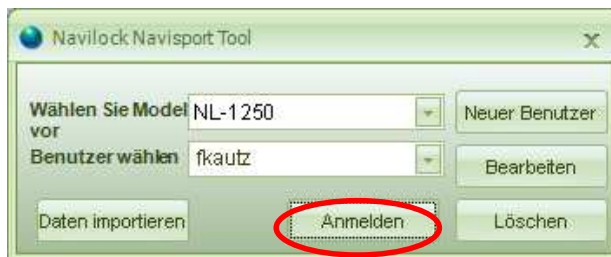 Navilock Navisport Tool
Wählen Sie Model NL-1250 Neuer Benutzer
vor
Benutzer wählen fkautz Bearbeiten
Daten importieren Anmelden Löschen